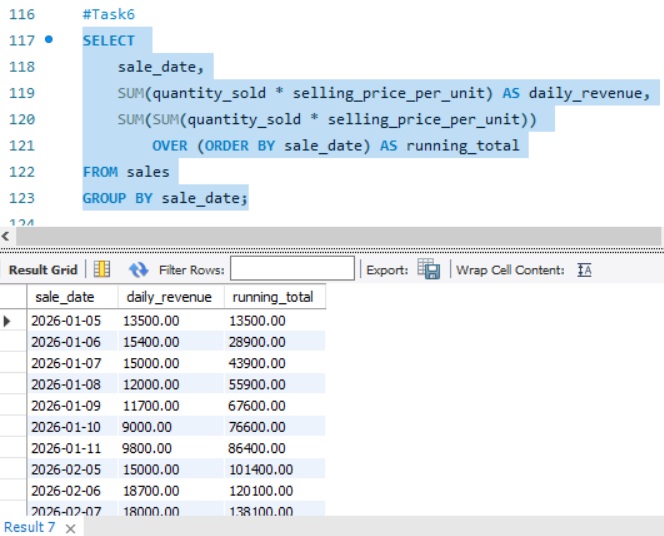 116 #Task6
117 SELECT
118 sale_date,
119 SUM(quantity_sold * selling_price_per_unit) AS daily_revenue,
120 SUM(SUM(quantity_sold * selling_price_per_unit))
121 OVER (ORDER BY sale_date) AS running_total
122 FROM sales
123 GROUP BY sale_date;
124
Result Grid Filter Rows: Export: Wrap Cell Content:
sale_date daily_revenue running_total
2026-01-05 13500.00 13500.00
2026-01-06 15400.00 28900.00
2026-01-07 15000.00 43900.00
2026-01-08 12000.00 55900.00
2026-01-09 11700.00 67600.00
2026-01-10 9000.00 76600.00
2026-01-11 9800.00 86400.00
2026-02-05 15000.00 101400.00
2026-02-06 18700.00 120100.00
2026-02-07 18000.00 138100.00
Result 7